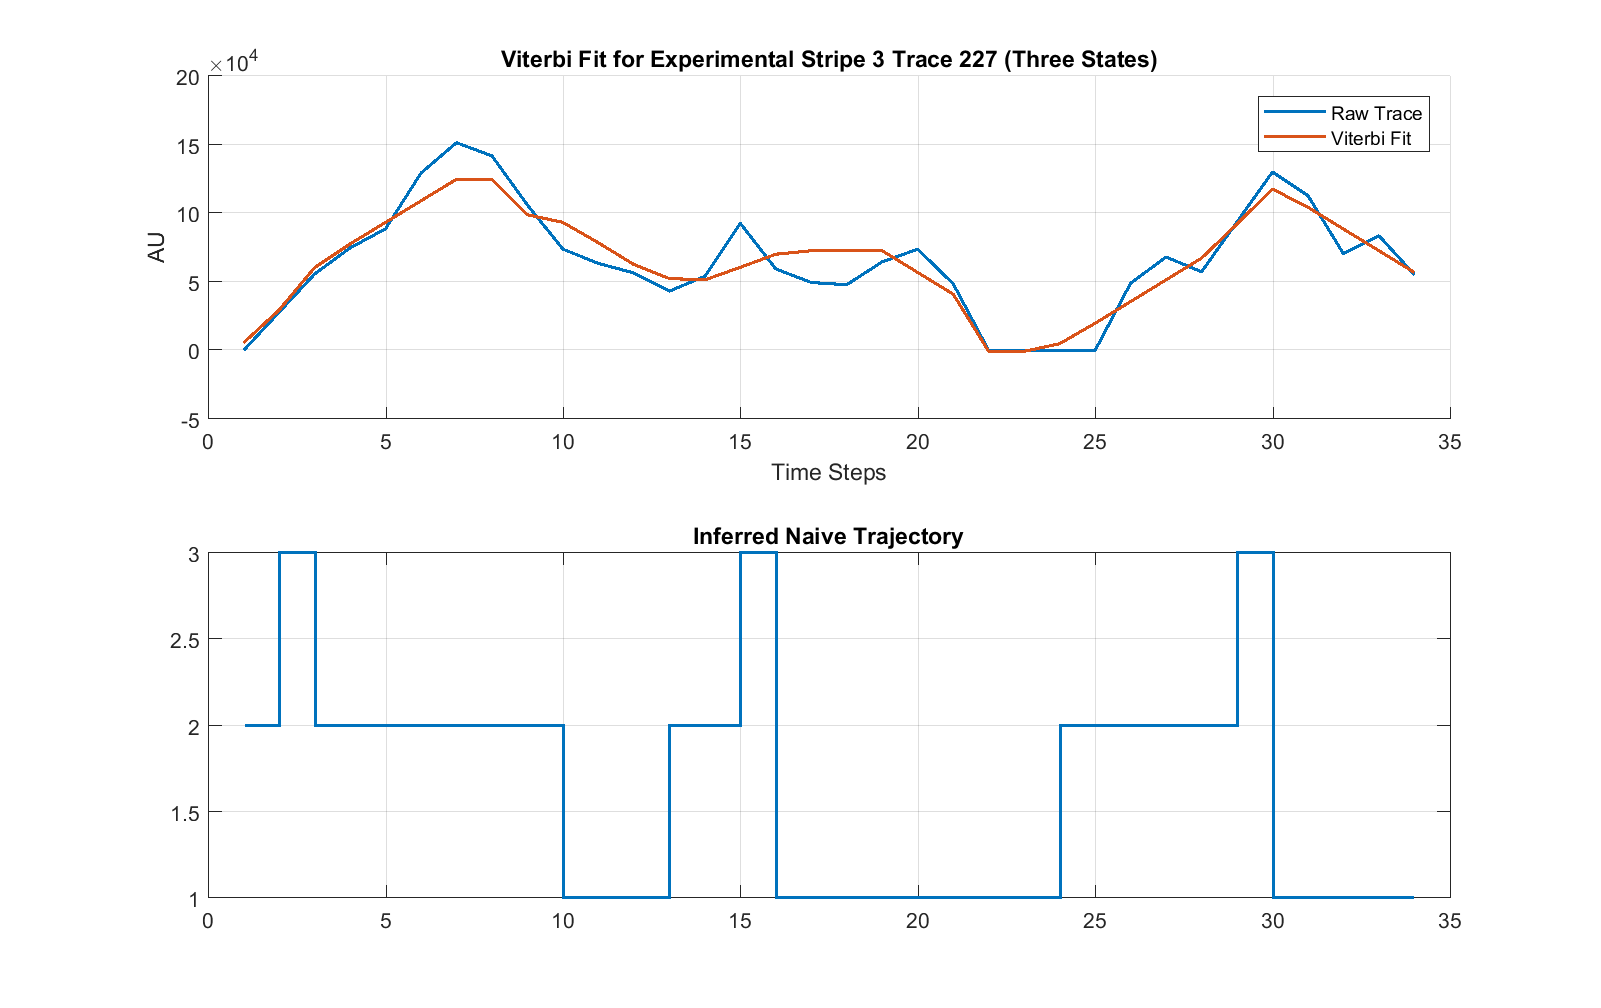 Viterbi Fit for Experimental Stripe 3 Trace 227 (Three States)
×10⁴
20
15
10
5
0
-5
AU
Raw Trace
Viterbi Fit
0 5 10 15 20 25 30 35
Time Steps
Inferred Naive Trajectory
3
2.5
2
1.5
1
0 5 10 15 20 25 30 35